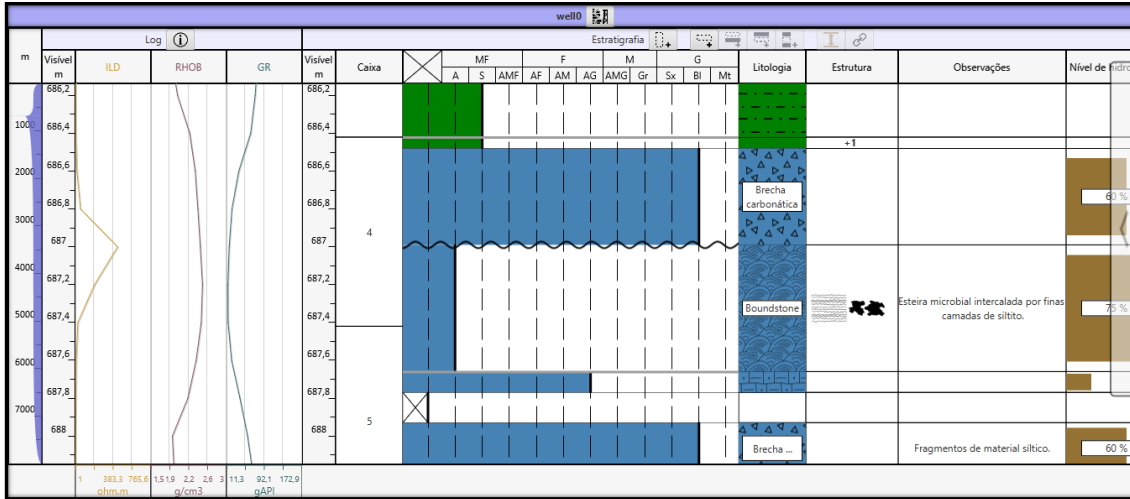 well0
Log
Estratigrafia
m
Visível
m
ILD
RHOB
GR
Visível
m
Caixa
MF
F
M
G
A
S
AMF
AF
AM
AG
AMG
Gr
Sx
Bl
Mt
Litologia
Estrutura
Observações
Nível de hidro
1000
2000
3000
4000
5000
6000
7000
686,2
686,4
686,6
686,8
687
687,2
687,4
687,6
687,8
688
686,2
686,4
686,6
686,8
687
687,2
687,4
687,6
687,8
688
4
5
+1
Brecha
carbonática
60 %
Boundstone
Esteira microbial intercalada por finas
camadas de siltito.
75 %
Brecha ...
Fragmentos de material síltico.
60 %
1 383,3 765,6
ohm.m
1,51,9 2,2 2,6 3
g/cm3
11,3 92,1 172,9
gAPI